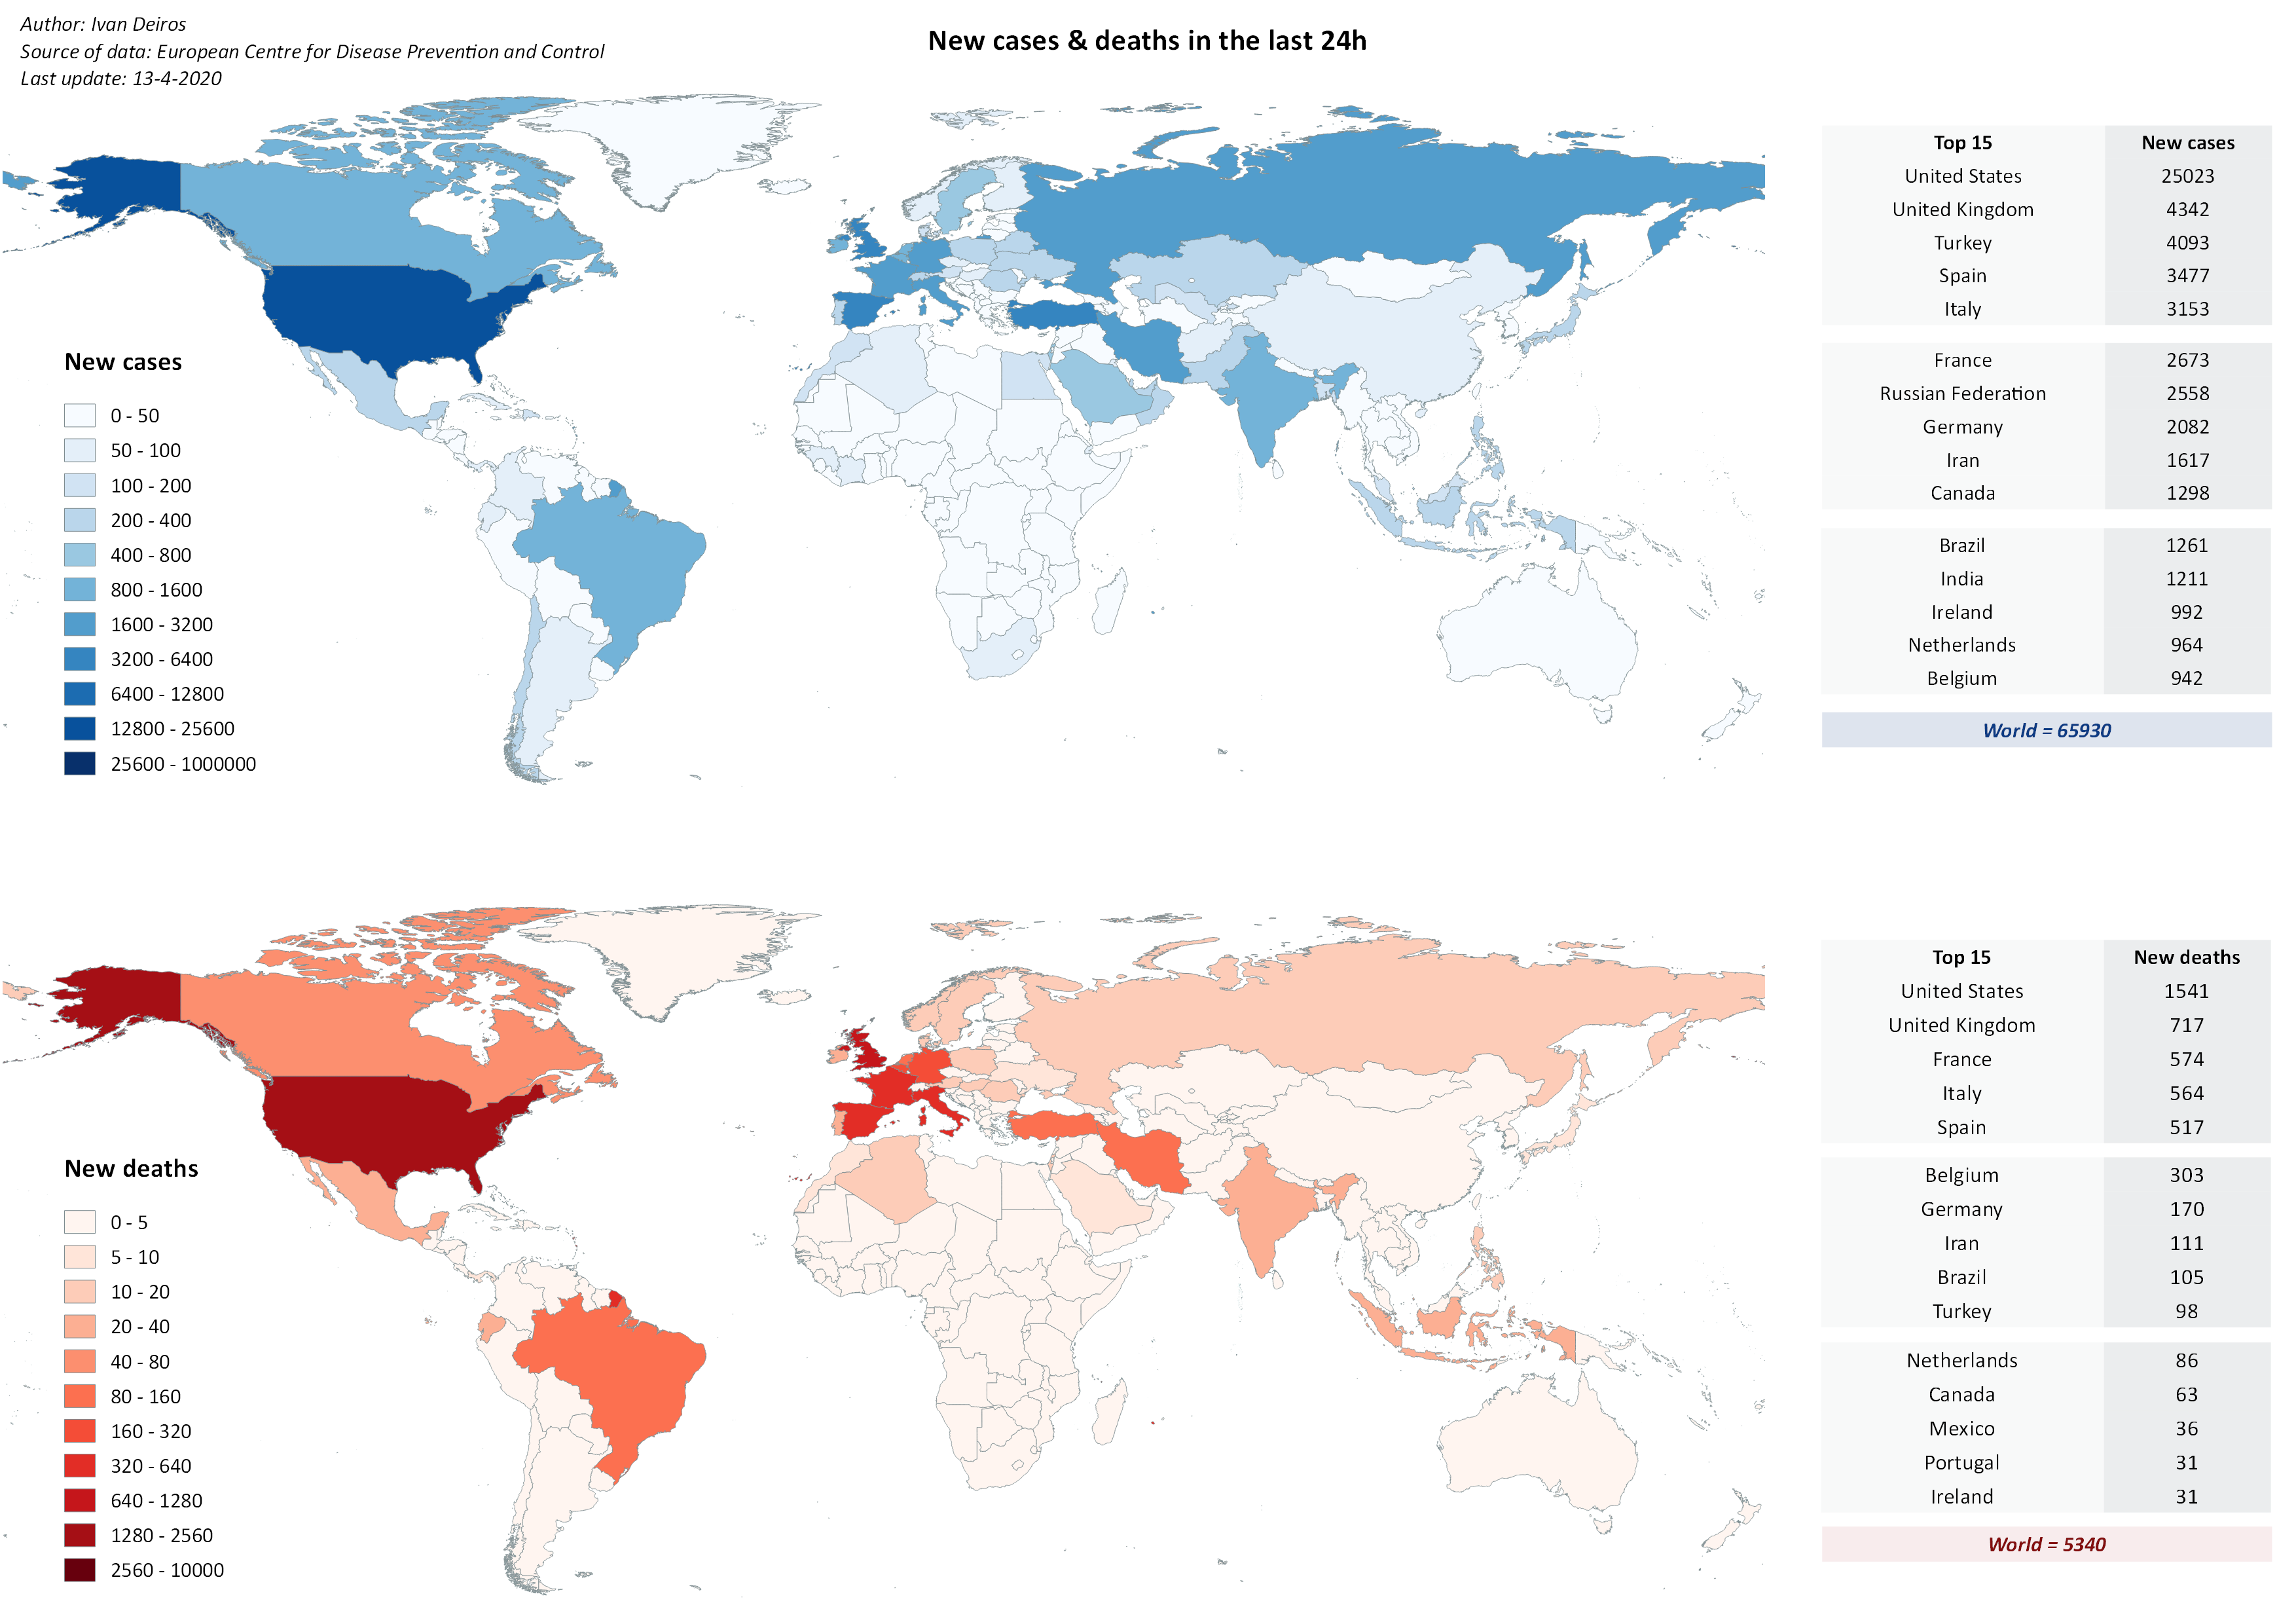 Author: Ivan Deiros
Source of data: European Centre for Disease Prevention and Control
Last update: 13-4-2020
New cases & deaths in the last 24h
New cases
0 - 50
50 - 100
100 - 200
200 - 400
400 - 800
800 - 1600
1600 - 3200
3200 - 6400
6400 - 12800
12800 - 25600
25600 - 1000000
Top 15 New cases
United States 25023
United Kingdom 4342
Turkey 4093
Spain 3477
Italy 3153
France 2673
Russian Federation 2558
Germany 2082
Iran 1617
Canada 1298
Brazil 1261
India 1211
Ireland 992
Netherlands 964
Belgium 942
World = 65930
New deaths
0 - 5
5 - 10
10 - 20
20 - 40
40 - 80
80 - 160
160 - 320
320 - 640
640 - 1280
1280 - 2560
2560 - 10000
Top 15 New deaths
United States 1541
United Kingdom 717
France 574
Italy 564
Spain 517
Belgium 303
Germany 170
Iran 111
Brazil 105
Turkey 98
Netherlands 86
Canada 63
Mexico 36
Portugal 31
Ireland 31
World = 5340